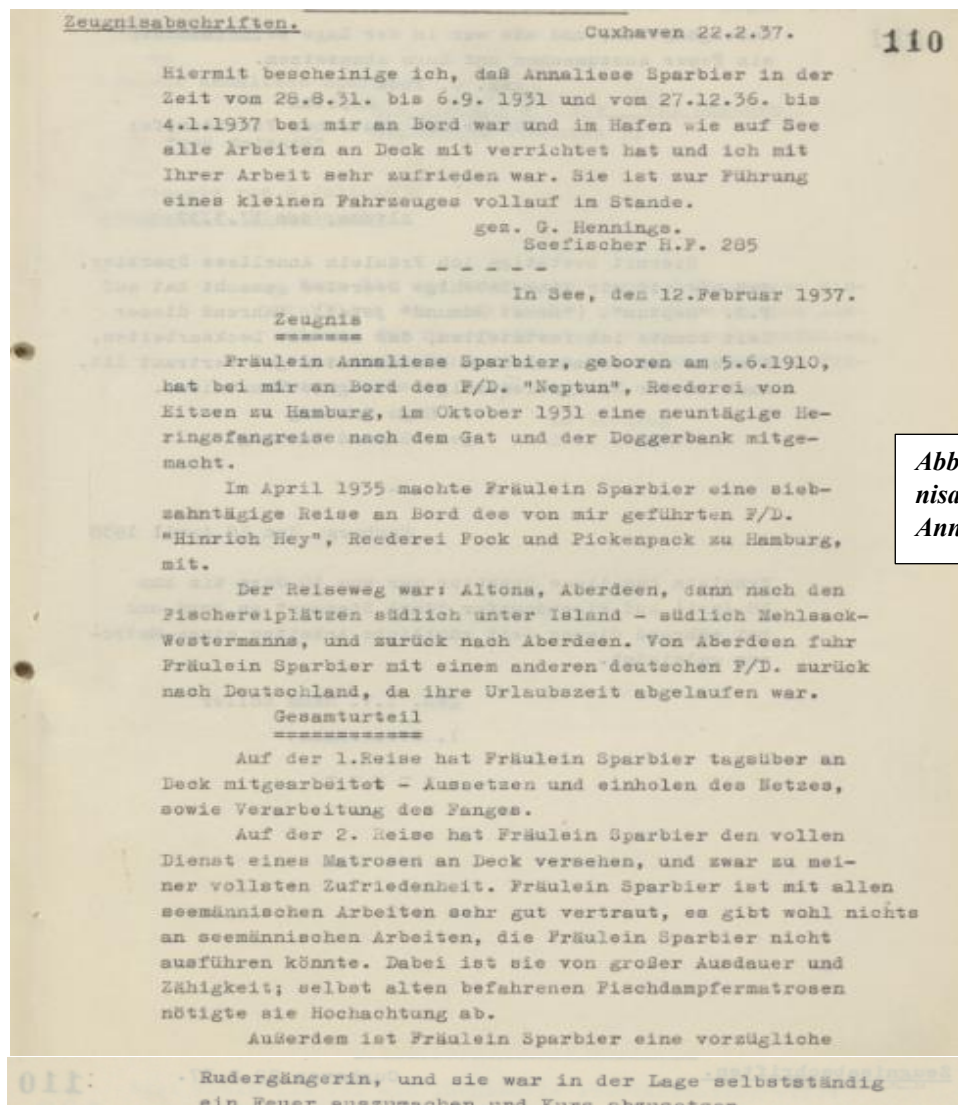 Zeugnisabschriften.
Cuxhaven 22.2.37.
110
Hiermit bescheinige ich, daß Annaliese Sparbier in der
Zeit vom 28.8.31. bis 6.9. 1931 und vom 27.12.36. bis
4.1.1937 bei mir an Bord war und im Hafen wie auf See
alle Arbeiten an Deck mit verrichtet hat und ich mit
Ihrer Arbeit sehr zufrieden war. Sie ist zur Führung
eines kleinen Fahrzeuges vollauf im Stande.
gez. G. Hennings.
Seefischer H.F. 285
- - - - -
In See, den 12.Februar 1937.
Zeugnis
=======
Fräulein Annaliese Sparbier, geboren am 5.6.1910,
hat bei mir an Bord des F/D. "Neptun", Reederei von
Eitzen zu Hamburg, im Oktober 1931 eine neuntägige He-
ringsfangreise nach dem Gat und der Doggerbank mitge-
macht.
Im April 1935 machte Fräulein Sparbier eine sieb-
zehntägige Reise an Bord des von mir geführten F/D.
"Hinrich Hey", Reederei Pock und Pickenpack zu Hamburg,
mit.
Der Reiseweg war: Altona, Aberdeen, dann nach den
Fischereiplätzen südlich unter Island - südlich Mehlsack-
Westermanns, und zurück nach Aberdeen. Von Aberdeen fuhr
Fräulein Sparbier mit einem anderen deutschen F/D. zurück
nach Deutschland, da ihre Urlaubszeit abgelaufen war.
Gesamturteil
============
Auf der 1.Reise hat Fräulein Sparbier tagsüber an
Deck mitgearbeitet - Aussetzen und einholen des Netzes,
sowie Verarbeitung des Fanges.
Auf der 2. Reise hat Fräulein Sparbier den vollen
Dienst eines Matrosen an Deck versehen, und zwar zu mei-
ner vollsten Zufriedenheit. Fräulein Sparbier ist mit allen
seemännischen Arbeiten sehr gut vertraut, es gibt wohl nichts
an seemännischen Arbeiten, die Fräulein Sparbier nicht
ausführen könnte. Dabei ist sie von großer Ausdauer und
Zähigkeit; selbst alten befahrenen Fischdampfermatrosen
nötigte sie Hochachtung ab.
Außerdem ist Fräulein Sparbier eine vorzügliche
Rudergängerin, und sie war in der Lage selbstständig
ein Feuer auszumachen und Kurs abzusetzen
Abb
nisa
Ann